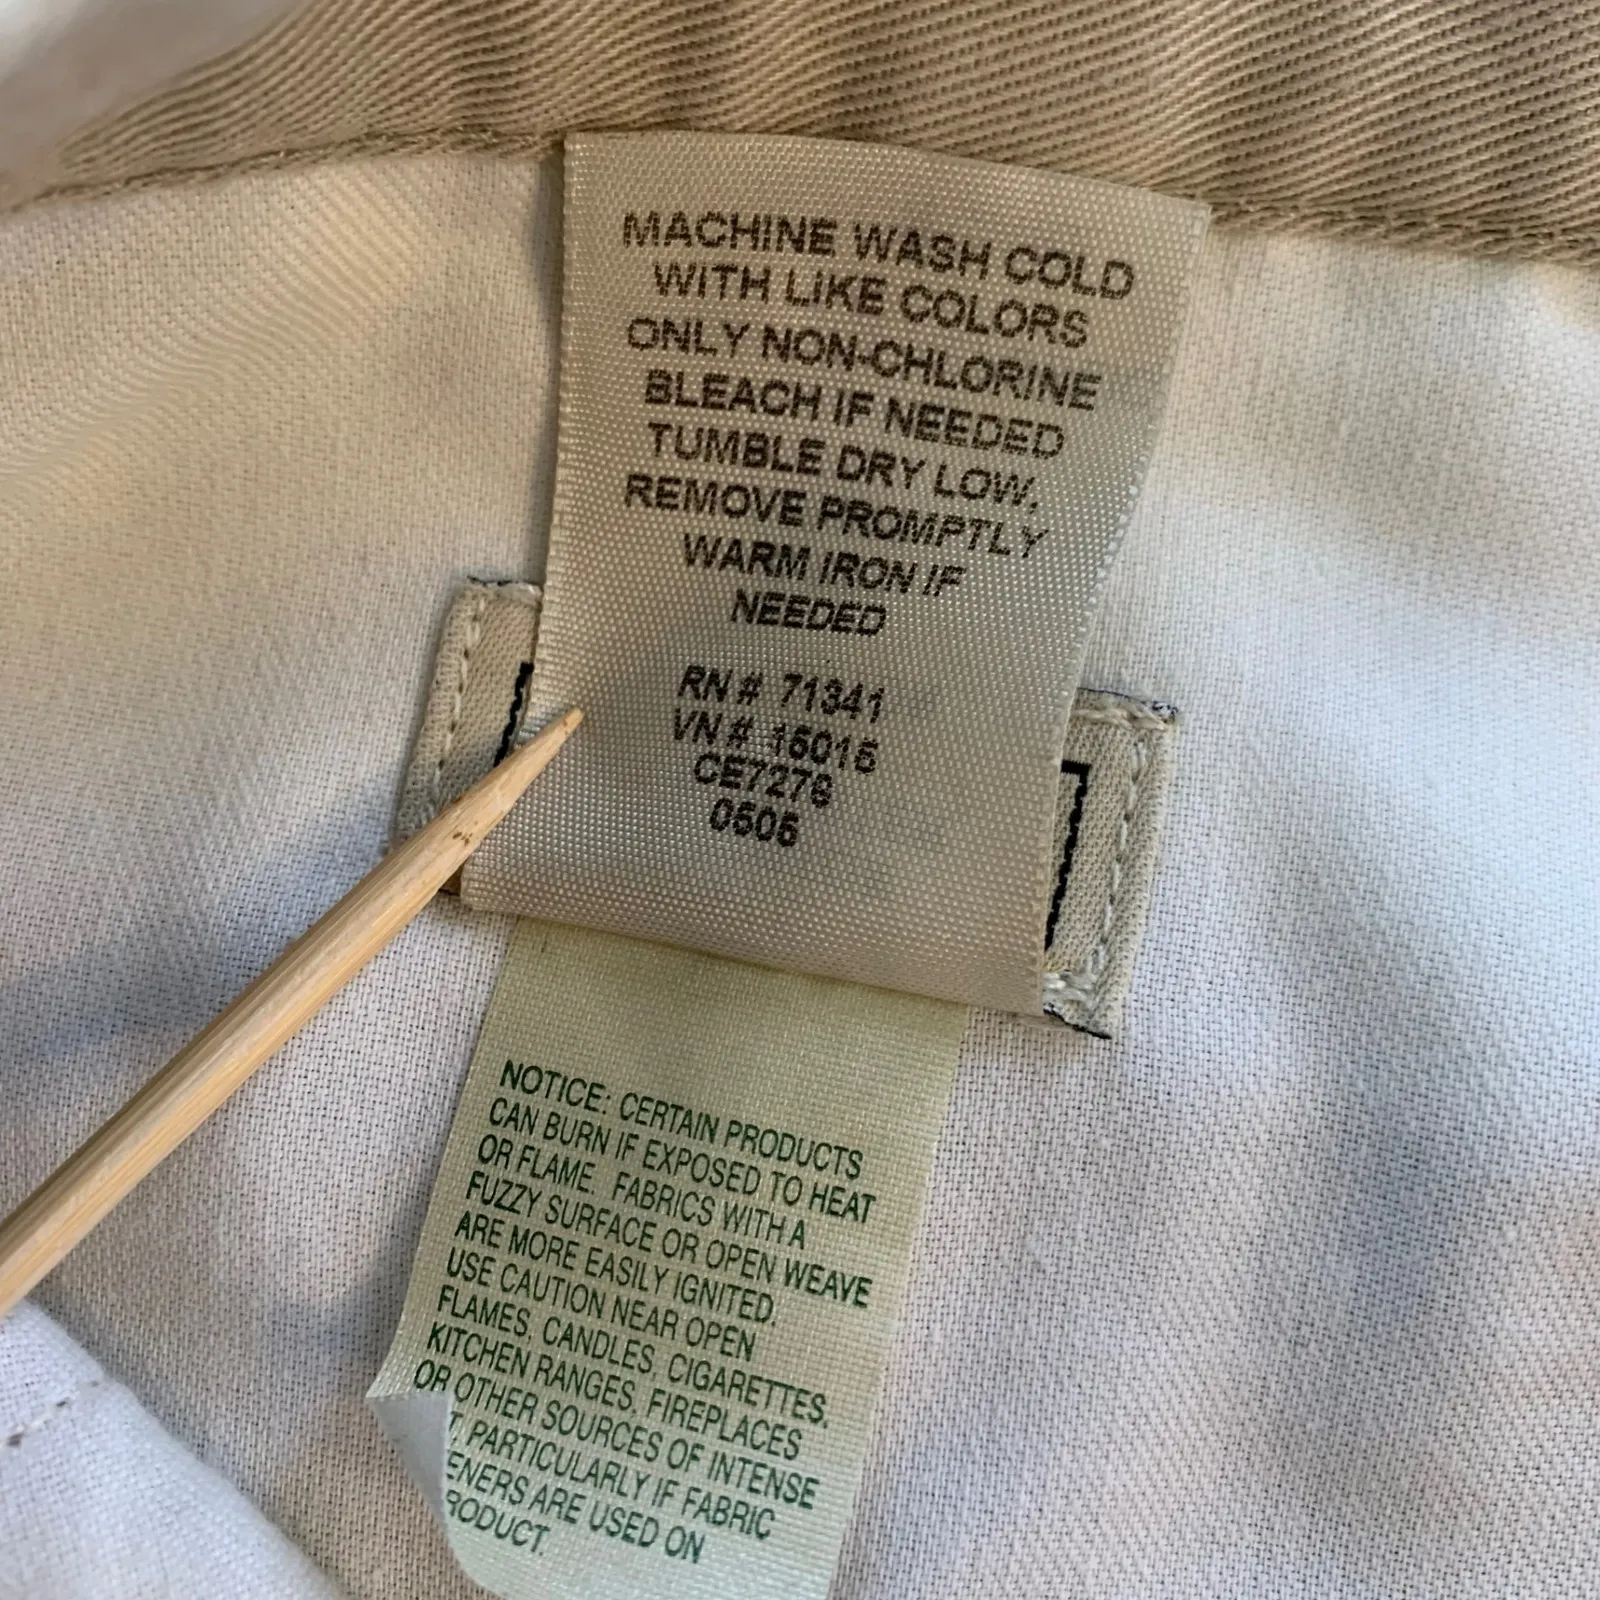 MACHINE WASH COLD
WITH LIKE COLORS
ONLY NON-CHLORINE
BLEACH IF NEEDED
TUMBLE DRY LOW,
REMOVE PROMPTLY
WARM IRON IF
NEEDED
RN # 71341
VN # 15015
CE7279
0505
NOTICE: CERTAIN PRODUCTS
CAN BURN IF EXPOSED TO HEAT
OR FLAME. FABRICS WITH A
FUZZY SURFACE OR OPEN WEAVE
ARE MORE EASILY IGNITED.
USE CAUTION NEAR OPEN
FLAMES, CANDLES, CIGARETTES,
KITCHEN RANGES, FIREPLACES
OR OTHER SOURCES OF INTENSE
T, PARTICULARLY IF FABRIC
ENERS ARE USED ON
RODUCT.